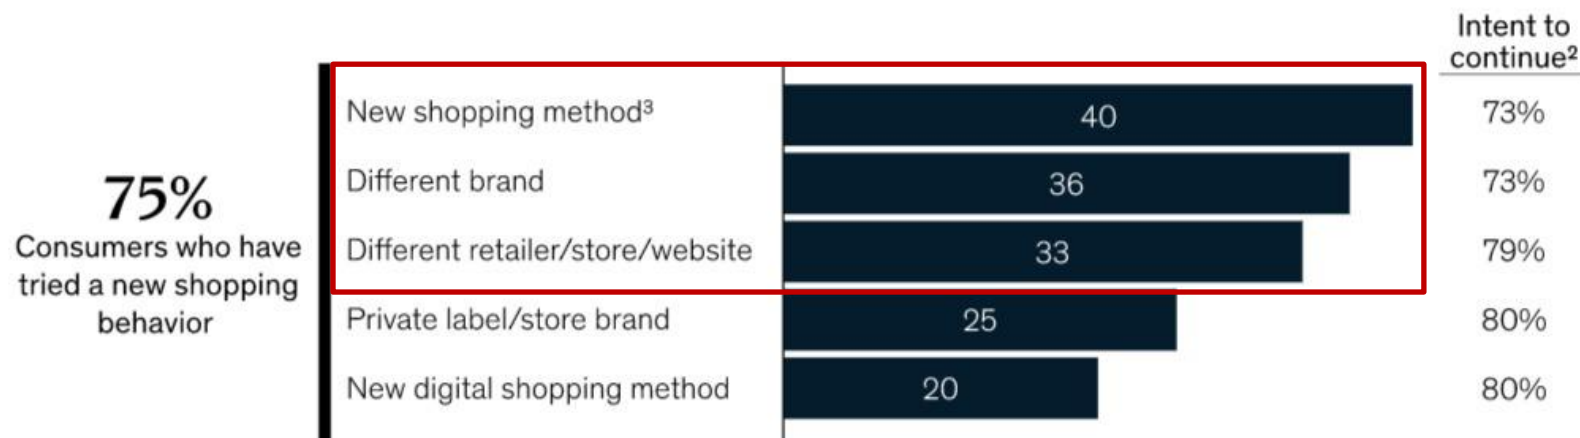 Intent to
continue²
New shopping method³ 40 73%
Different brand 36 73%
75%
Consumers who have
tried a new shopping
behavior
Different retailer/store/website 33 79%
Private label/store brand 25 80%
New digital shopping method 20 80%